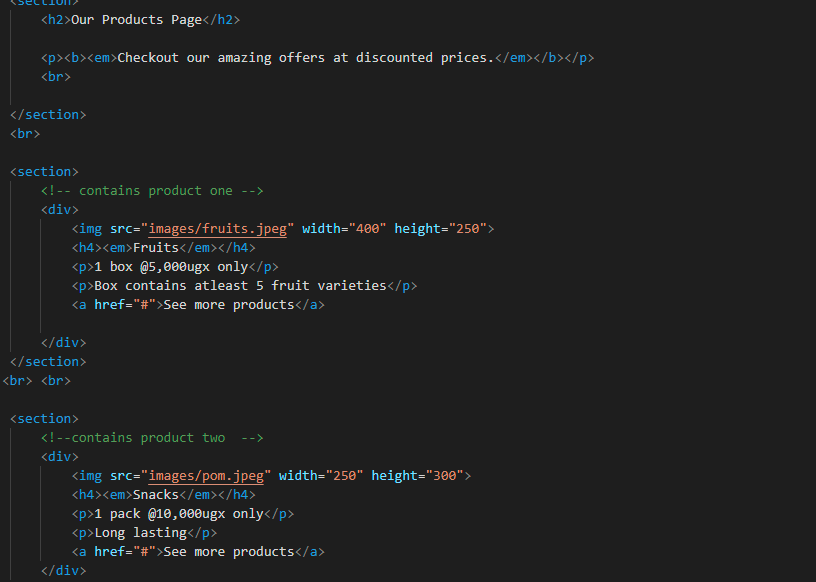 <section>
<h2>Our Products Page</h2>
<p><b><em>Checkout our amazing offers at discounted prices.</em></b></p>
<br>
</section>
<br>
<section>
<!-- contains product one -->
<div>
<img src="images/fruits.jpeg" width="400" height="250">
<h4><em>Fruits</em></h4>
<p>1 box @5,000ugx only</p>
<p>Box contains atleast 5 fruit varieties</p>
<a href="#">See more products</a>
</div>
</section>
<br> <br>
<section>
<!--contains product two  -->
<div>
<img src="images/pom.jpeg" width="250" height="300">
<h4><em>Snacks</em></h4>
<p>1 pack @10,000ugx only</p>
<p>Long lasting</p>
<a href="#">See more products</a>
</div>